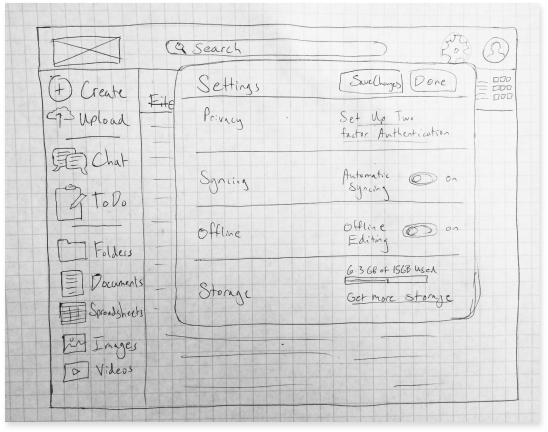 Search
Settings
Save Changes
Done
Create
Upload
Chat
To Do
Folders
Documents
Spreadsheets
Images
Videos
File
Privacy
Set Up Two
factor Authentication
Syncing
Automatic
Syncing
on
Offline
Offline
Editing
on
Storage
6.3 GB of 15GB used
Get more storage